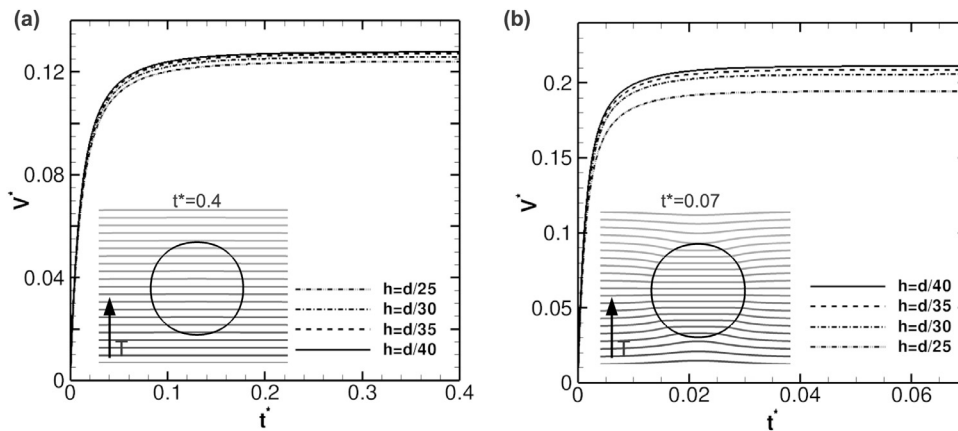 (a)
V*
0.12
0.08
0.04
0
t*=0.4
T
h=d/25
h=d/30
h=d/35
h=d/40
0 0.1 0.2 0.3 0.4
t*
(b)
V*
0.2
0.15
0.1
0.05
0
t*=0.07
T
h=d/40
h=d/35
h=d/30
h=d/25
0 0.02 0.04 0.06
t*